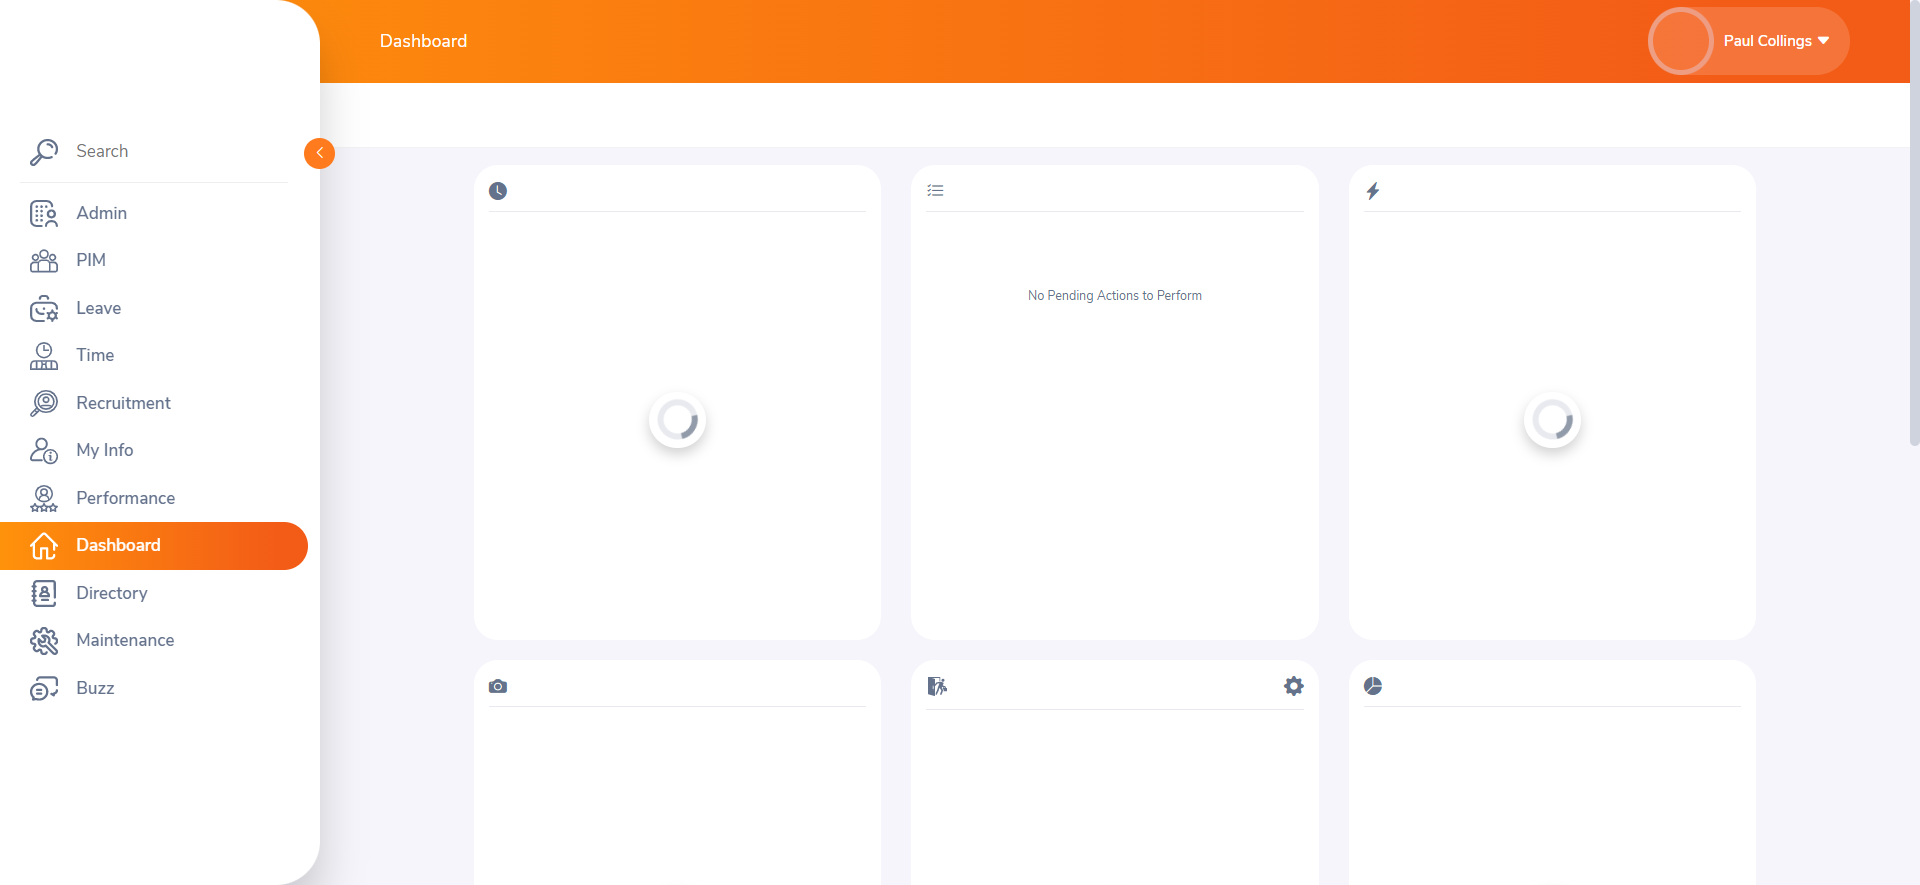 Dashboard
Paul Collings
Search
Admin
PIM
Leave
Time
Recruitment
My Info
Performance
Dashboard
Directory
Maintenance
Buzz
No Pending Actions to Perform